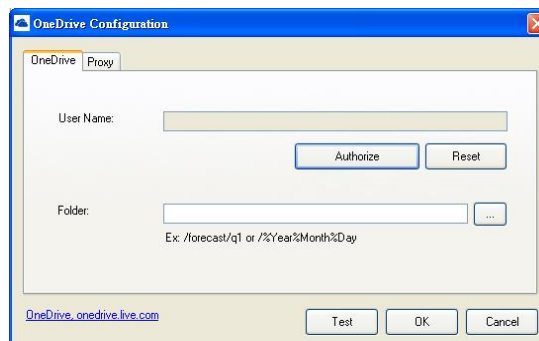 OneDrive Configuration
OneDrive Proxy
User Name:
Authorize Reset
Folder:
...
Ex: /forecast/q1 or /%Year%Month%Day
OneDrive, onedrive.live.com
Test OK Cancel